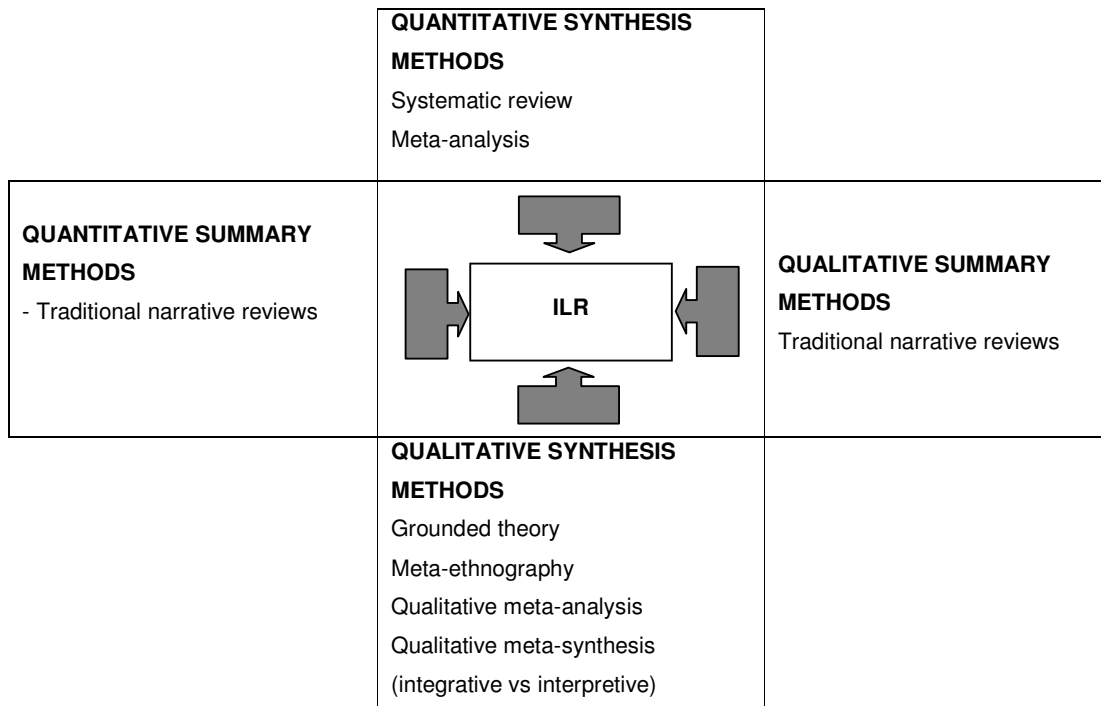 QUANTITATIVE SYNTHESIS
METHODS
Systematic review
Meta-analysis
QUANTITATIVE SUMMARY
METHODS
- Traditional narrative reviews
ILR
QUALITATIVE SUMMARY
METHODS
Traditional narrative reviews
QUALITATIVE SYNTHESIS
METHODS
Grounded theory
Meta-ethnography
Qualitative meta-analysis
Qualitative meta-synthesis
(integrative vs interpretive)